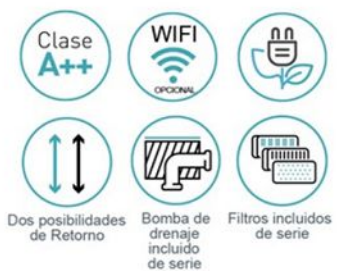 Clase
A++
WIFI
OPCIONAL
Dos posibilidades
de Retorno
Bomba de
drenaje
incluido
de serie
Filtros incluidos
de serie